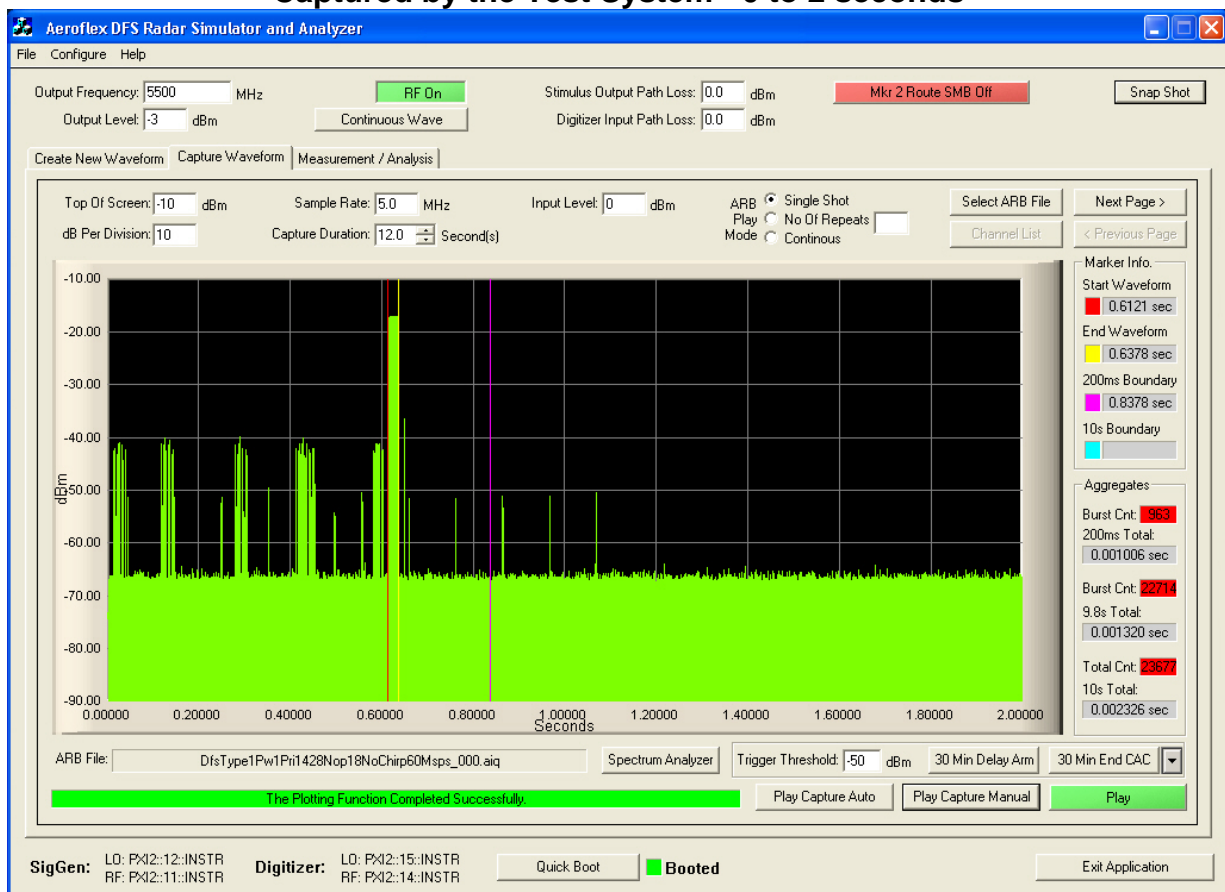 Captured by the Test System - 0 to 2 seconds
Aeroflex DFS Radar Simulator and Analyzer
File Configure Help
Output Frequency: 5500 MHz RF On Stimulus Output Path Loss: 0.0 dBm Mkr 2 Route SMB Off Snap Shot
Output Level: -3 dBm Continuous Wave Digitizer Input Path Loss: 0.0 dBm
Create New Waveform Capture Waveform Measurement / Analysis
Top Of Screen: -10 dBm Sample Rate: 5.0 MHz Input Level: 0 dBm ARB Play Mode Single Shot Select ARB File Next Page >
dB Per Division: 10 Capture Duration: 12.0 Second(s) No Of Repeats Channel List < Previous Page
Continous
Marker Info.
Start Waveform
0.6121 sec
End Waveform
0.6378 sec
200ms Boundary
0.8378 sec
10s Boundary
Aggregates
Burst Cnt: 963
200ms Total:
0.001006 sec
Burst Cnt: 22714
9.8s Total:
0.001320 sec
Total Cnt: 23677
10s Total:
0.002326 sec
-10.00
-20.00
-30.00
-40.00
-50.00
-60.00
-70.00
-80.00
-90.00
dBm
0.00000 0.20000 0.40000 0.60000 0.80000 1.00000 1.20000 1.40000 1.60000 1.80000 2.00000
Seconds
ARB File: DfsType1Pw1Pri1428Nop18NoChirp60Msps_000.aiq Spectrum Analyzer Trigger Threshold: -50 dBm 30 Min Delay Arm 30 Min End CAC
The Plotting Function Completed Successfully. Play Capture Auto Play Capture Manual Play
SigGen: LO: PXI2::12::INSTR Digitizer: LO: PXI2::15::INSTR Quick Boot Booted Exit Application
RF: PXI2::11::INSTR RF: PXI2::14::INSTR